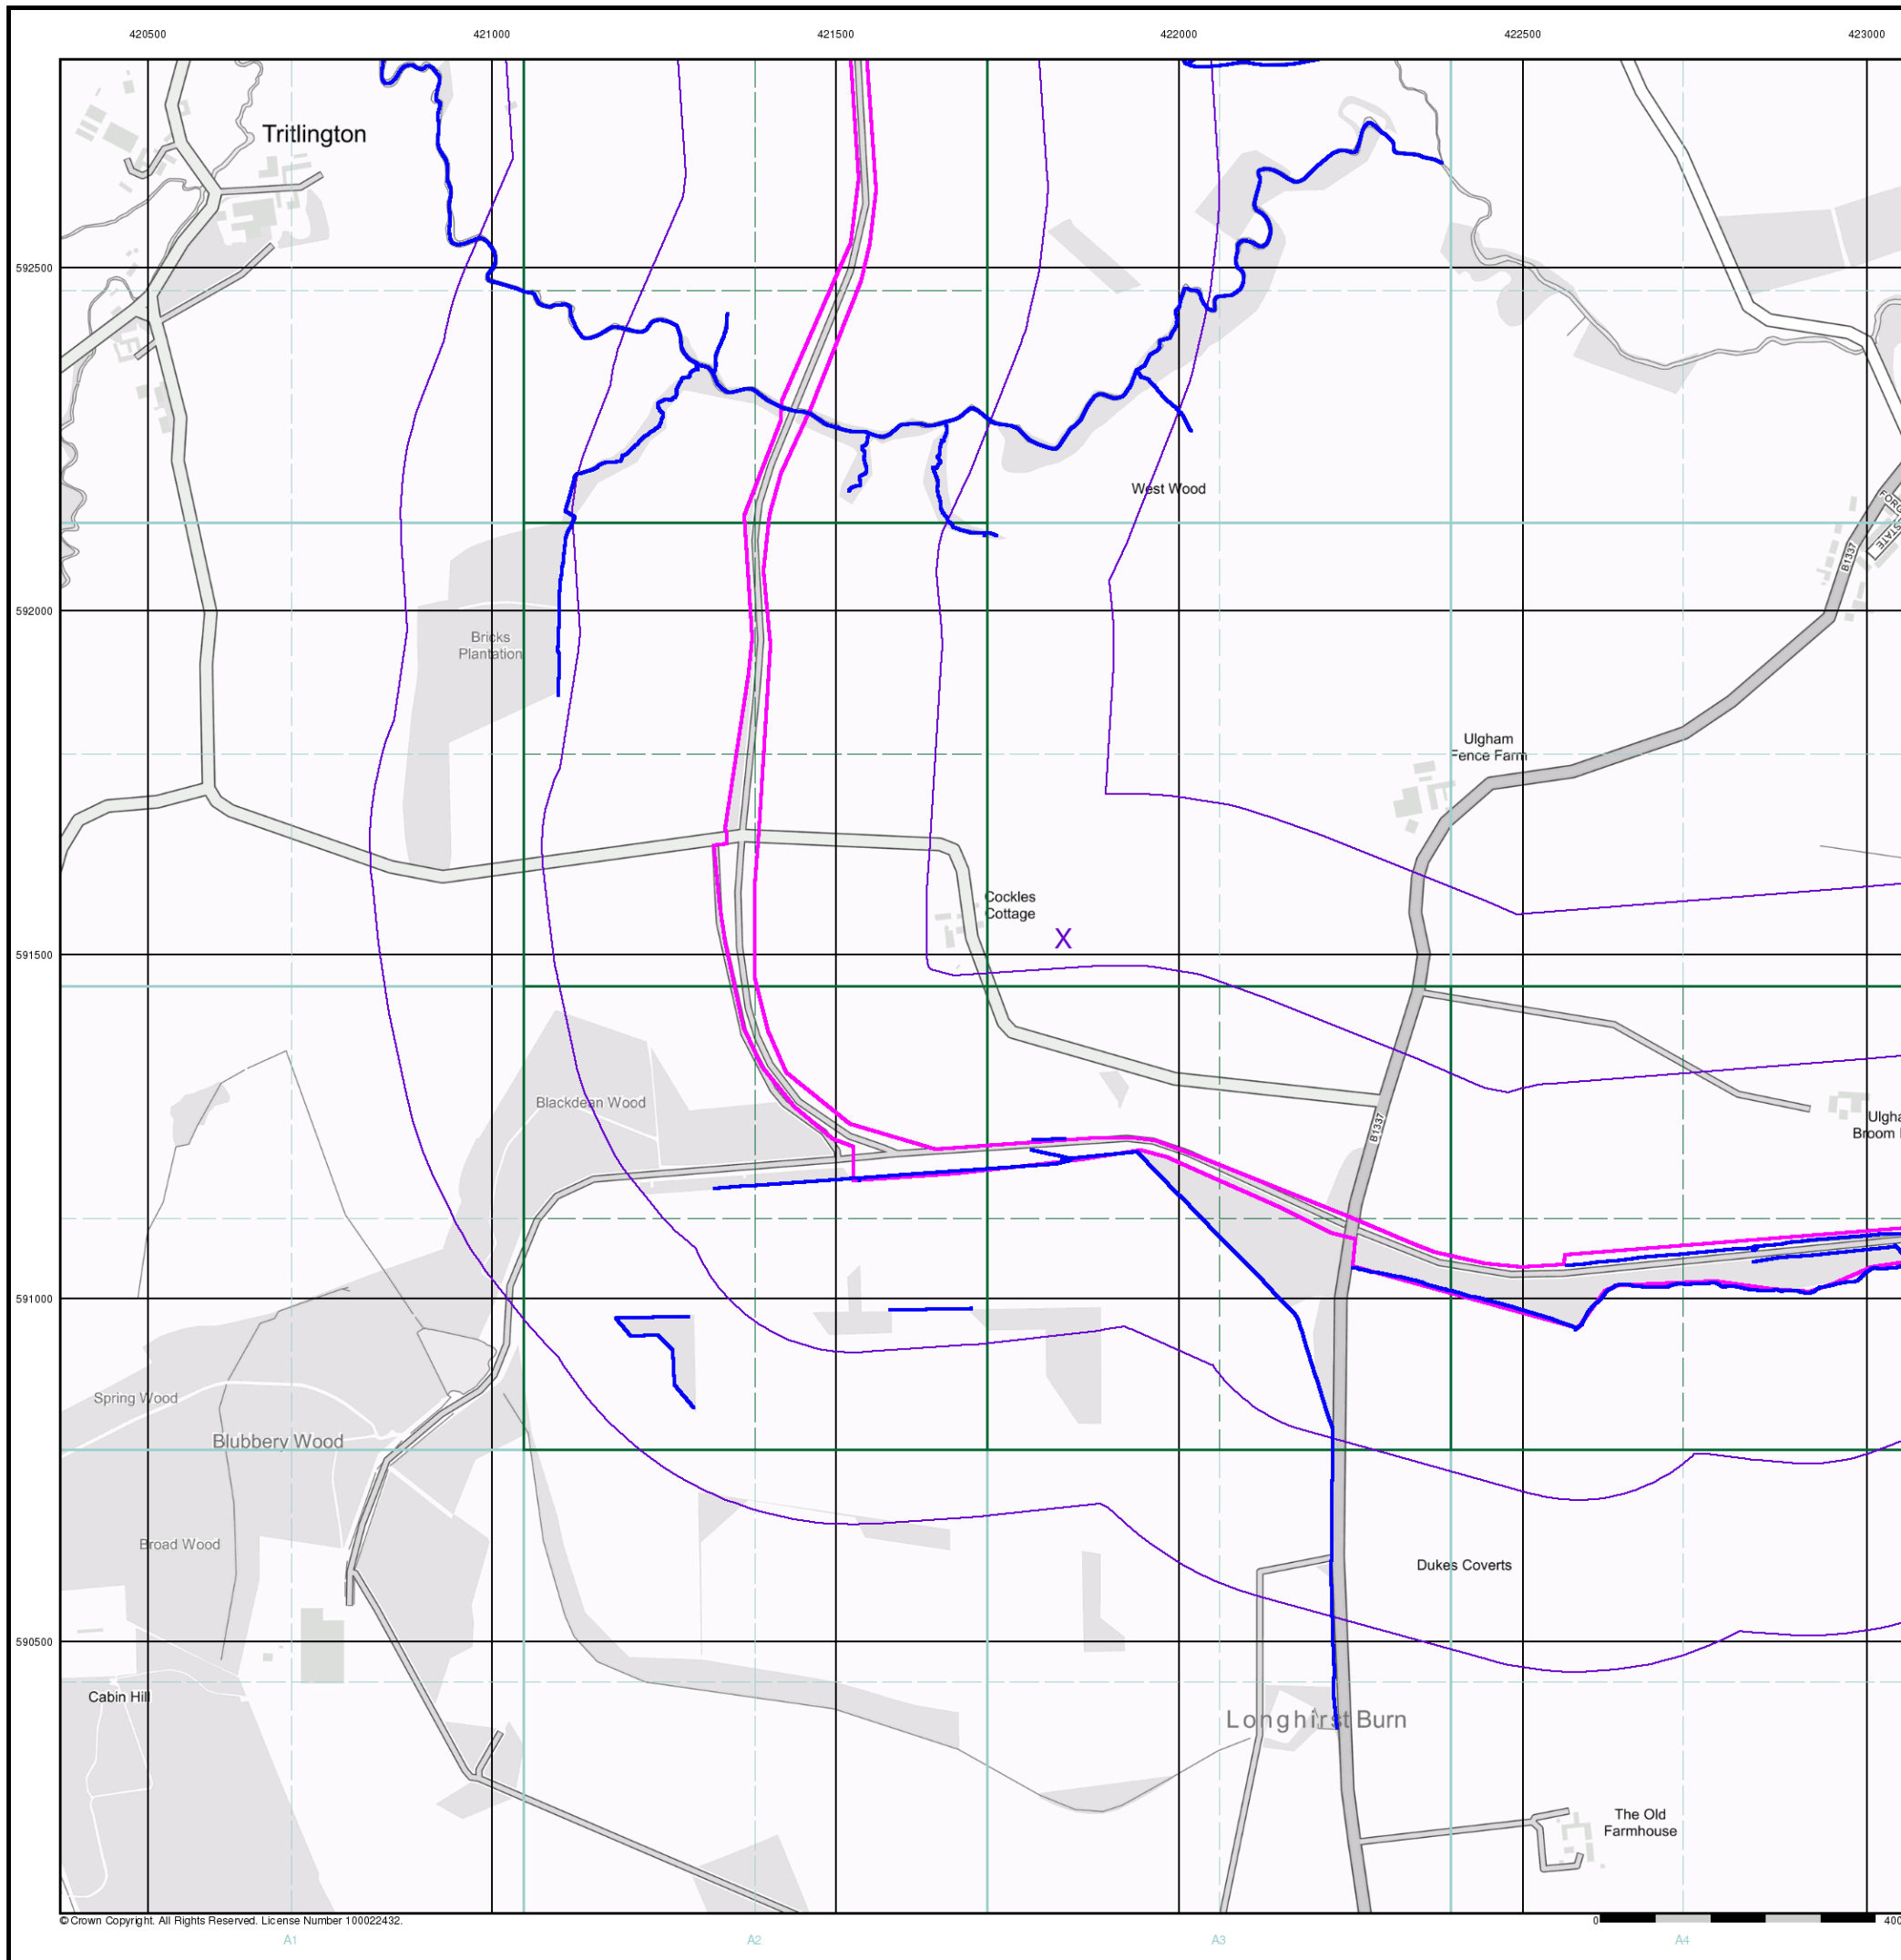 420500 421000 421500 422000 422500 423000
Tritlington
592500
West Wood
B1337
592000
Bricks
Plantation
Ulgham
Fence Farm
Cockles
Cottage
X
591500
Blackdean Wood
B1337
Broom
591000
Spring Wood
Blubbery Wood
Broad Wood
Dukes Coverts
590500
Cabin Hill
Longhirst Burn
The Old
Farmhouse
© Crown Copyright. All Rights Reserved. License Number 100022432.
0 400
A1 A2 A3 A4